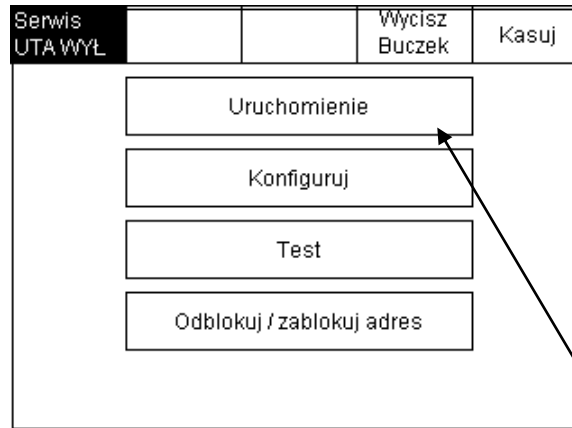 Serwis
UTA WYŁ
Wycisz
Buczek
Kasuj
Uruchomienie
Konfiguruj
Test
Odblokuj / zablokuj adres